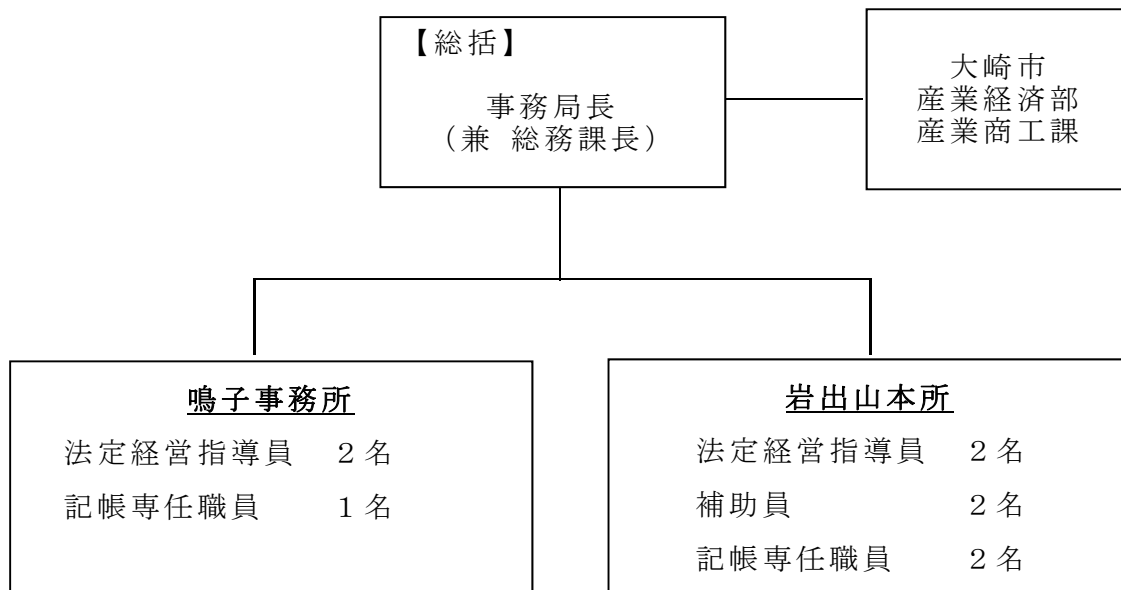 【総括】
事務局長
（兼 総務課長）
大崎市
産業経済部
産業商工課
鳴子事務所
法定経営指導員　２名
記帳専任職員　１名
岩出山本所
法定経営指導員　２名
補助員　２名
記帳専任職員　２名